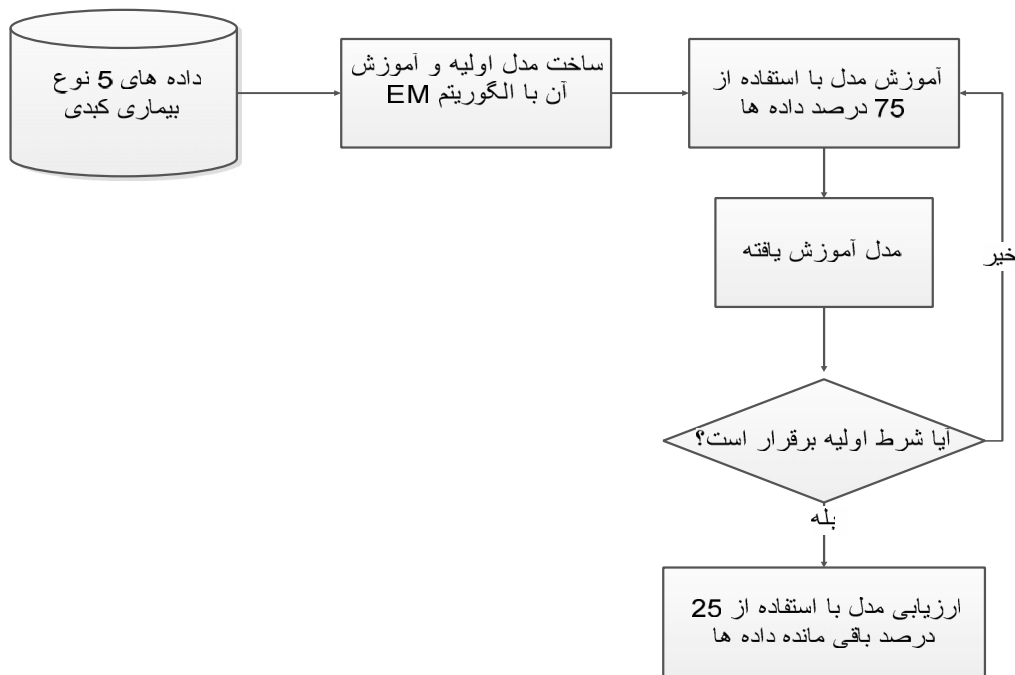 داده های 5 نوع
بیماری کبدی
ساخت مدل اولیه و آموزش
آن با الگوریتم EM
آموزش مدل با استفاده از
75 درصد داده ها
مدل آموزش یافته
خیر
آیا شرط اولیه برقرار است؟
بله
ارزیابی مدل با استفاده از 25
درصد باقی مانده داده ها